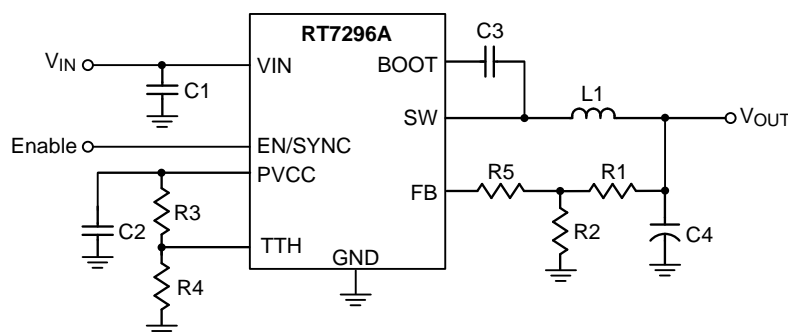 RT7296A
VIN
VIN
C1
BOOT
C3
SW
L1
VOUT
Enable
EN/SYNC
PVCC
FB
R5
R1
R3
C2
R2
C4
TTH
R4
GND